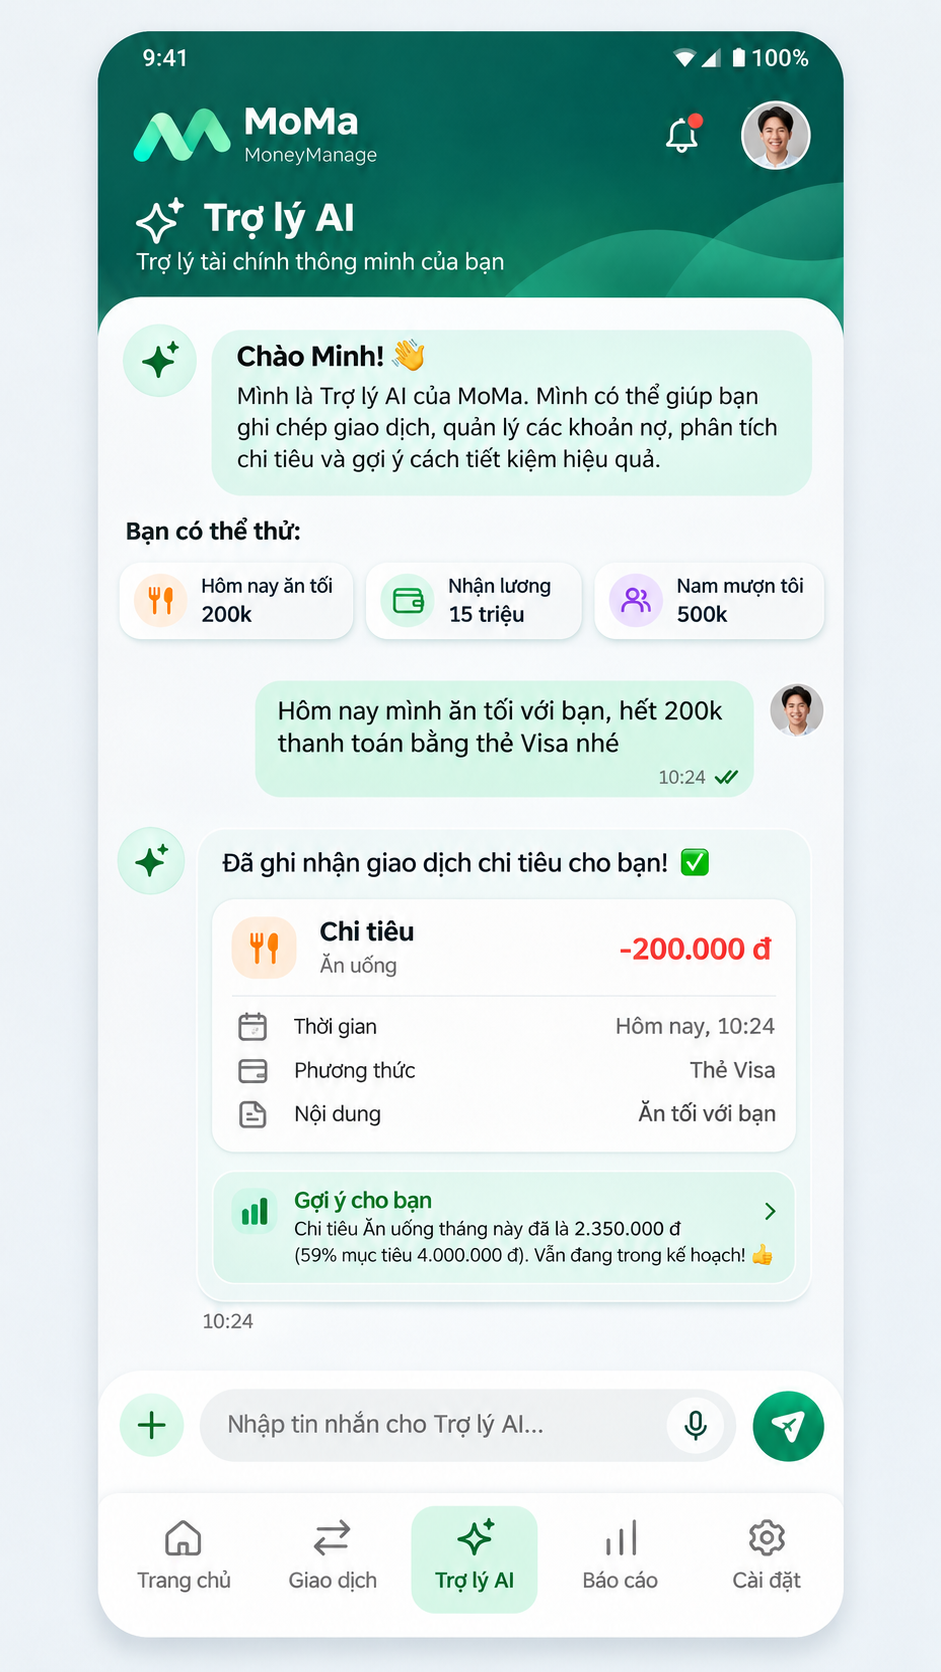 9:41
100%
MoMa
MoneyManage
Trợ lý AI
Trợ lý tài chính thông minh của bạn
Chào Minh! 👋
Mình là Trợ lý AI của MoMa. Mình có thể giúp bạn
ghi chép giao dịch, quản lý các khoản nợ, phân tích
chi tiêu và gợi ý cách tiết kiệm hiệu quả.
Bạn có thể thử:
Hôm nay ăn tối
200k
Nhận lương
15 triệu
Nam mượn tôi
500k
Hôm nay mình ăn tối với bạn, hết 200k
thanh toán bằng thẻ Visa nhé
10:24
Đã ghi nhận giao dịch chi tiêu cho bạn! ✅
Chi tiêu
Ăn uống
-200.000 đ
Thời gian
Hôm nay, 10:24
Phương thức
Thẻ Visa
Nội dung
Ăn tối với bạn
Gợi ý cho bạn
Chi tiêu Ăn uống tháng này đã là 2.350.000 đ
(59% mục tiêu 4.000.000 đ). Vẫn đang trong kế hoạch! 👍
10:24
Nhập tin nhắn cho Trợ lý AI...
Trang chủ
Giao dịch
Trợ lý AI
Báo cáo
Cài đặt